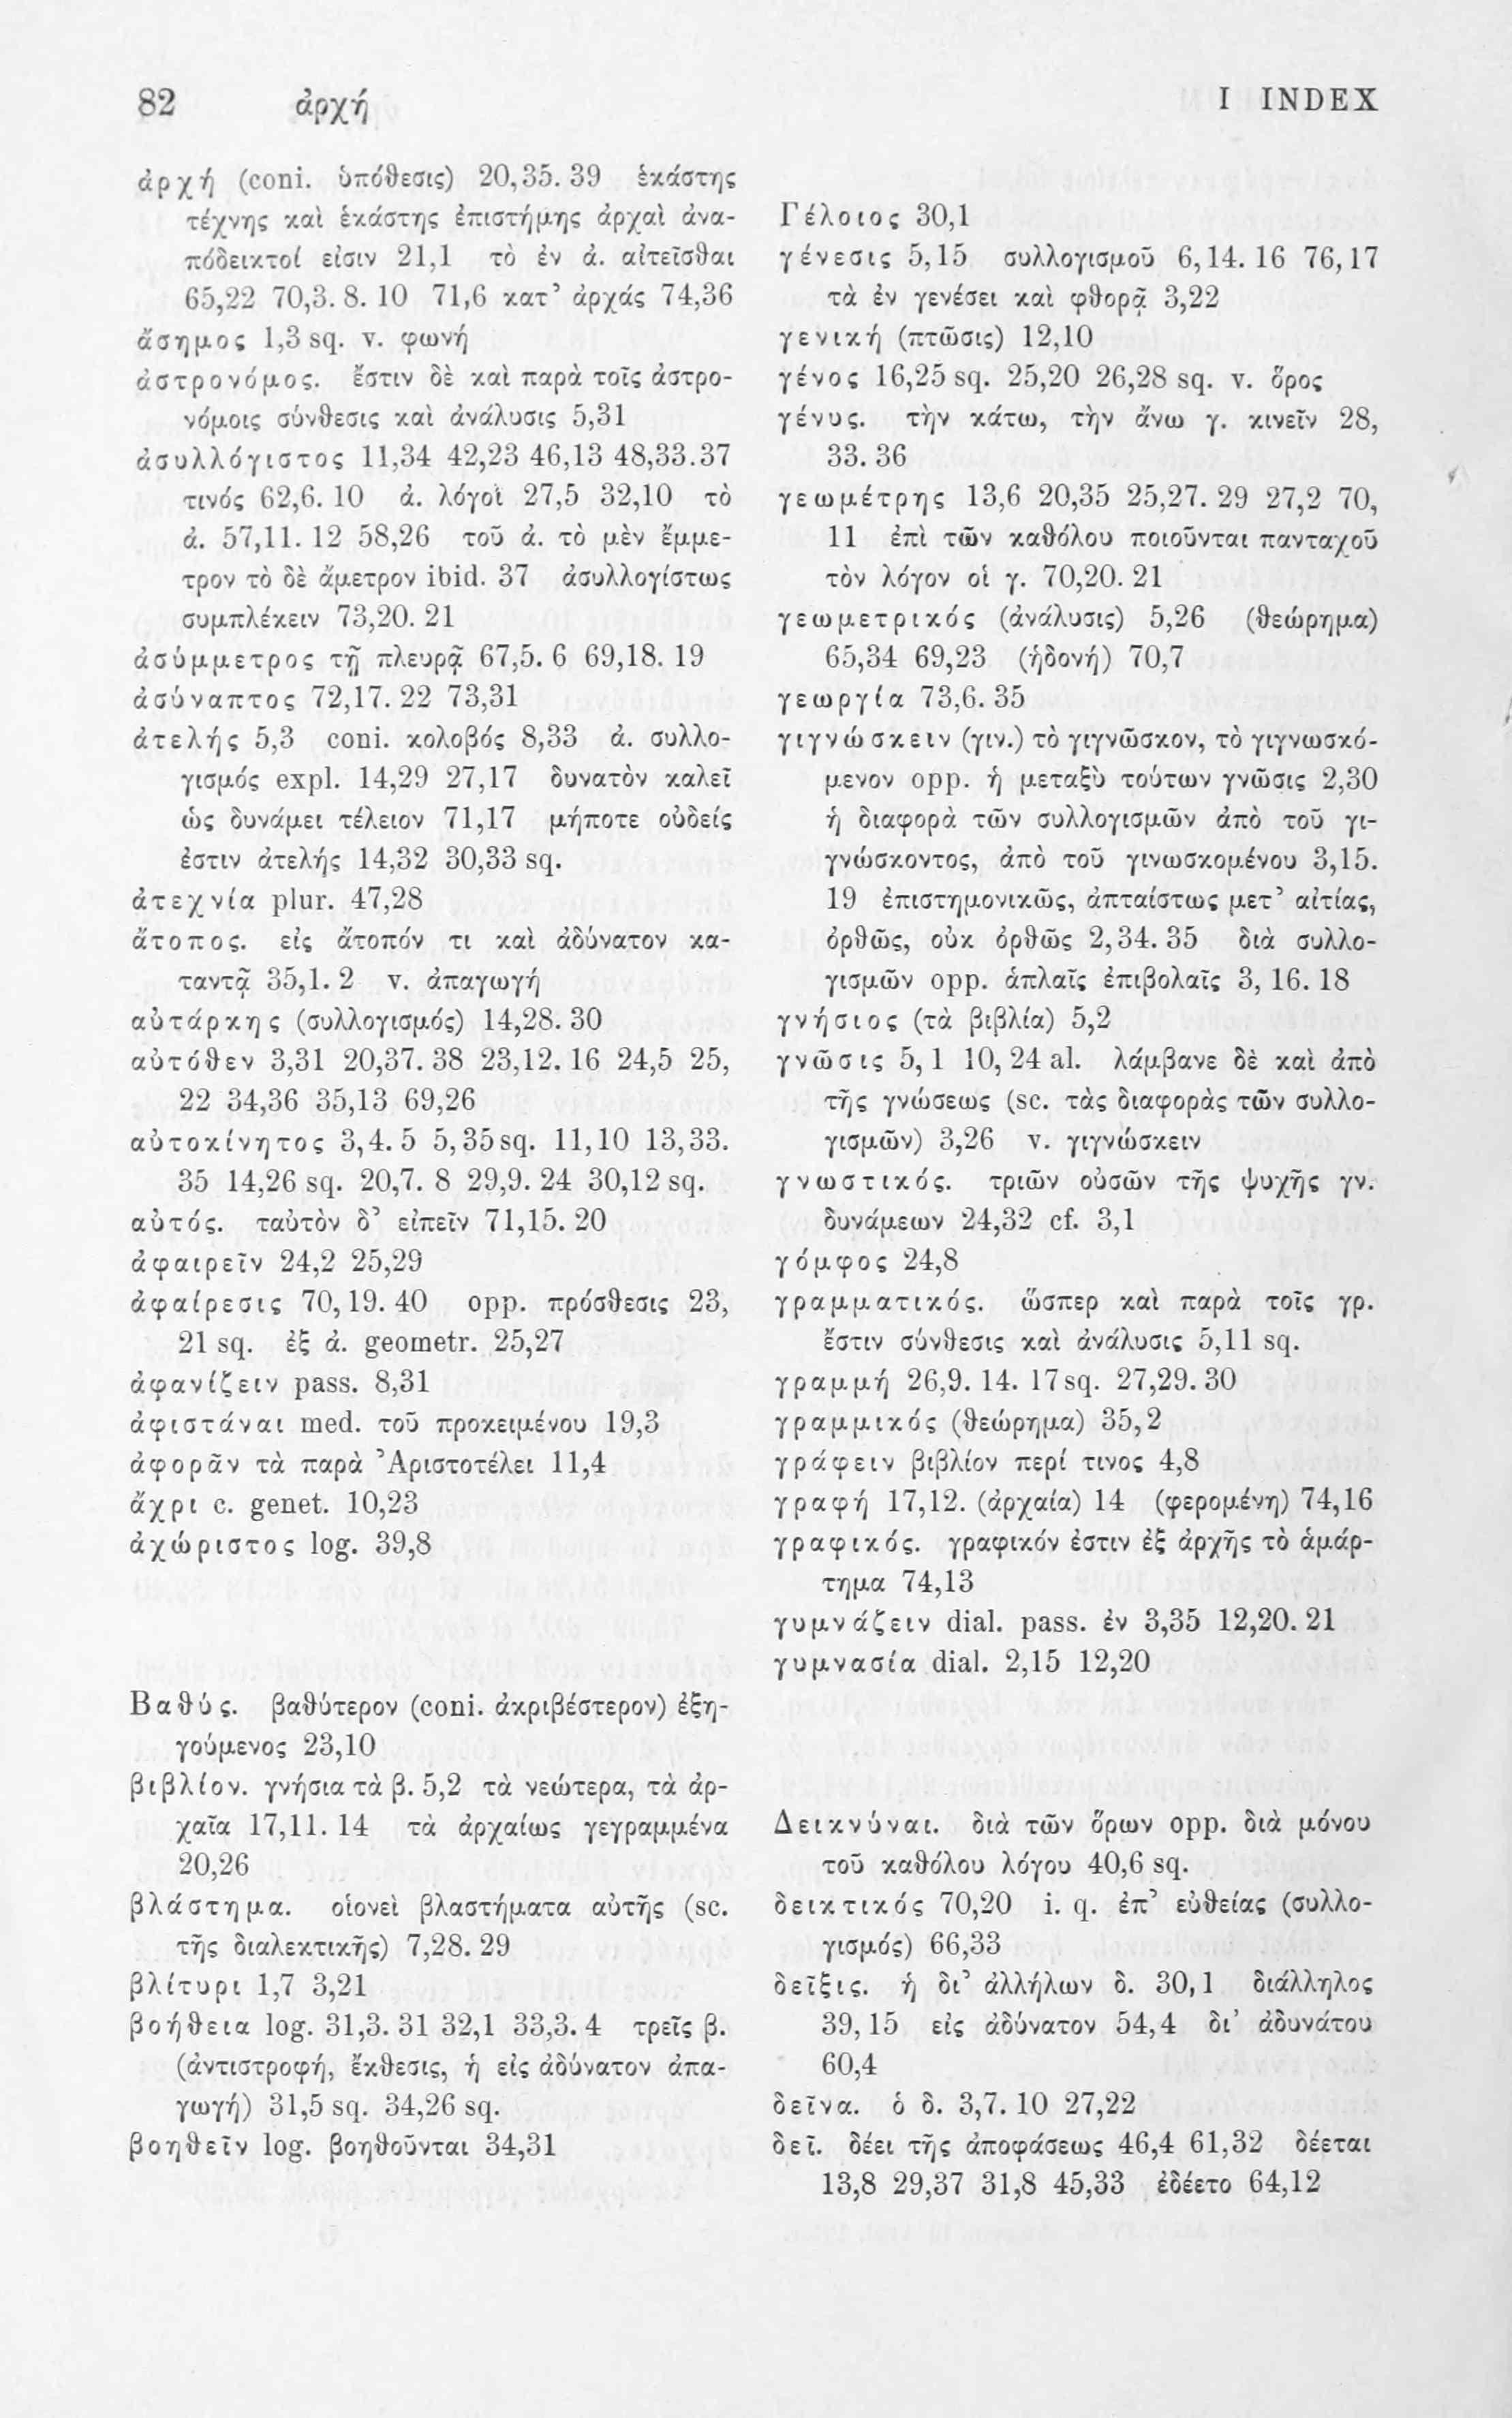 82 ἀρχή I INDEX
ἀρχή (coni. ὑπόθεσις) 20,35. 39 ἑκάστης
τέχνης καὶ ἑκάστης ἐπιστήμης ἀρχαὶ ἀνα-
πόδεικτοί εἰσιν 21,1 τὸ ἐν ἀ. αἰτεῖσθαι
65,22 70,3. 8. 10 71,6 κατ’ ἀρχάς 74,36
ἄσημος 1,3 sq. v. φωνή
ἀστρονόμος. ἔστιν δὲ καὶ παρὰ τοῖς ἀστρο-
νόμοις σύνθεσις καὶ ἀνάλυσις 5,31
ἀσυλλόγιστος 11,34 42,23 46,13 48,33.37
τινός 62,6. 10 ἀ. λόγοι 27,5 32,10 τὸ
ἀ. 57,11. 12 58,26 τοῦ ἀ. τὸ μὲν ἔμμε-
τρον τὸ δὲ ἄμετρον ibid. 37 ἀσυλλογίστως
συμπλέκειν 73,20. 21
ἀσύμμετρος τῇ πλευρᾷ 67,5. 6 69,18. 19
ἀσύναπτος 72,17. 22 73,31
ἀτελής 5,3 coni. κολοβός 8,33 ἀ. συλλο-
γισμός expl. 14,29 27,17 δυνατὸν καλεῖ
ὡς δυνάμει τέλειον 71,17 μήποτε οὐδείς
ἐστιν ἀτελής 14,32 30,33 sq.
ἀτεχνία plur. 47,28
ἄτοπος. εἰς ἄτοπόν τι καὶ ἀδύνατον κα-
ταντᾷ 35,1. 2 v. ἀπαγωγή
αὐτάρκης (συλλογισμός) 14,28. 30
αὐτόθεν 3,31 20,37. 38 23,12. 16 24,5 25,
22 34,36 35,13 69,26
αὐτοκίνητος 3,4. 5 5,35 sq. 11,10 13,33.
35 14,26 sq. 20,7. 8 29,9. 24 30,12 sq.
αὐτός. ταὐτὸν δ’ εἰπεῖν 71,15. 20
ἀφαιρεῖν 24,2 25,29
ἀφαίρεσις 70,19. 40 opp. πρόσθεσις 23,
21 sq. ἐξ ἀ. geometr. 25,27
ἀφανίζειν pass. 8,31
ἀφιστάναι med. τοῦ προκειμένου 19,3
ἀφορᾶν τὰ παρὰ Ἀριστοτέλει 11,4
ἄχρι c. genet. 10,23
ἀχώριστος log. 39,8
Βαθύς. βαθύτερον (coni. ἀκριβέστερον) ἐξη-
γούμενος 23,10
βιβλίον. γνήσια τὰ β. 5,2 τὰ νεώτερα, τὰ ἀρ-
χαῖα 17,11. 14 τὰ ἀρχαίως γεγραμμένα
20,26
βλάστημα. οἱονεὶ βλαστήματα αὐτῆς (sc.
τῆς διαλεκτικῆς) 7,28. 29
βλίτυρι 1,7 3,21
βοήθεια log. 31,3. 31 32,1 33,3. 4 τρεῖς β.
(ἀντιστροφή, ἔκθεσις, ἡ εἰς ἀδύνατον ἀπα-
γωγή) 31,5 sq. 34,26 sq.
βοηθεῖν log. βοηθοῦνται 34,31
Γέλοιος 30,1
γένεσις 5,15 συλλογισμοῦ 6,14. 16 76,17
τὰ ἐν γενέσει καὶ φθορᾷ 3,22
γενική (πτῶσις) 12,10
γένος 16,25 sq. 25,20 26,28 sq. v. ὅρος
γένυς. τὴν κάτω, τὴν ἄνω γ. κινεῖν 28,
33. 36
γεωμέτρης 13,6 20,35 25,27. 29 27,2 70,
11 ἐπὶ τῶν καθόλου ποιοῦνται πανταχοῦ
τὸν λόγον οἱ γ. 70,20. 21
γεωμετρικός (ἀνάλυσις) 5,26 (θεώρημα)
65,34 69,23 (ἡδονή) 70,7
γεωργία 73,6. 35
γιγνώσκειν (γιν.) τὸ γιγνῶσκον, τὸ γιγνωσκό-
μενον opp. ἡ μεταξὺ τούτων γνῶσις 2,30
ἡ διαφορὰ τῶν συλλογισμῶν ἀπὸ τοῦ γι-
γνώσκοντος, ἀπὸ τοῦ γινωσκομένου 3,15.
19 ἐπιστημονικῶς, ἀπταίστως μετ’ αἰτίας,
ὀρθῶς, οὐκ ὀρθῶς 2,34. 35 διὰ συλλο-
γισμῶν opp. ἁπλαῖς ἐπιβολαῖς 3, 16. 18
γνήσιος (τὰ βιβλία) 5,2
γνῶσις 5,1 10,24 al. λάμβανε δὲ καὶ ἀπὸ
τῆς γνώσεως (sc. τὰς διαφορὰς τῶν συλλο-
γισμῶν) 3,26 v. γιγνώσκειν
γνωστικός. τριῶν οὐσῶν τῆς ψυχῆς γν.
δυνάμεων 24,32 cf. 3,1
γόμφος 24,8
γραμματικός. ὥσπερ καὶ παρὰ τοῖς γρ.
ἔστιν σύνθεσις καὶ ἀνάλυσις 5,11 sq.
γραμμή 26,9. 14. 17 sq. 27,29. 30
γραμμικός (θεώρημα) 35,2
γράφειν βιβλίον περί τινος 4,8
γραφή 17,12. (ἀρχαία) 14 (φερομένη) 74,16
γραφικός. γραφικόν ἐστιν ἐξ ἀρχῆς τὸ ἁμάρ-
τημα 74,13
γυμνάζειν dial. pass. ἐν 3,35 12,20. 21
γυμνασία dial. 2,15 12,20
Δεικνύναι. διὰ τῶν ὅρων opp. διὰ μόνου
τοῦ καθόλου λόγου 40,6 sq.
δεικτικός 70,20 i. q. ἐπ’ εὐθείας (συλλο-
γισμός) 66,33
δεῖξις. ἡ δι’ ἀλλήλων δ. 30,1 διάλληλος
39,15 εἰς ἀδύνατον 54,4 δι’ ἀδυνάτου
60,4
δεῖνα. ὁ δ. 3,7. 10 27,22
δεῖ. δέει τῆς ἀποφάσεως 46,4 61,32 δέεται
13,8 29,37 31,8 45,33 ἐδέετο 64,12